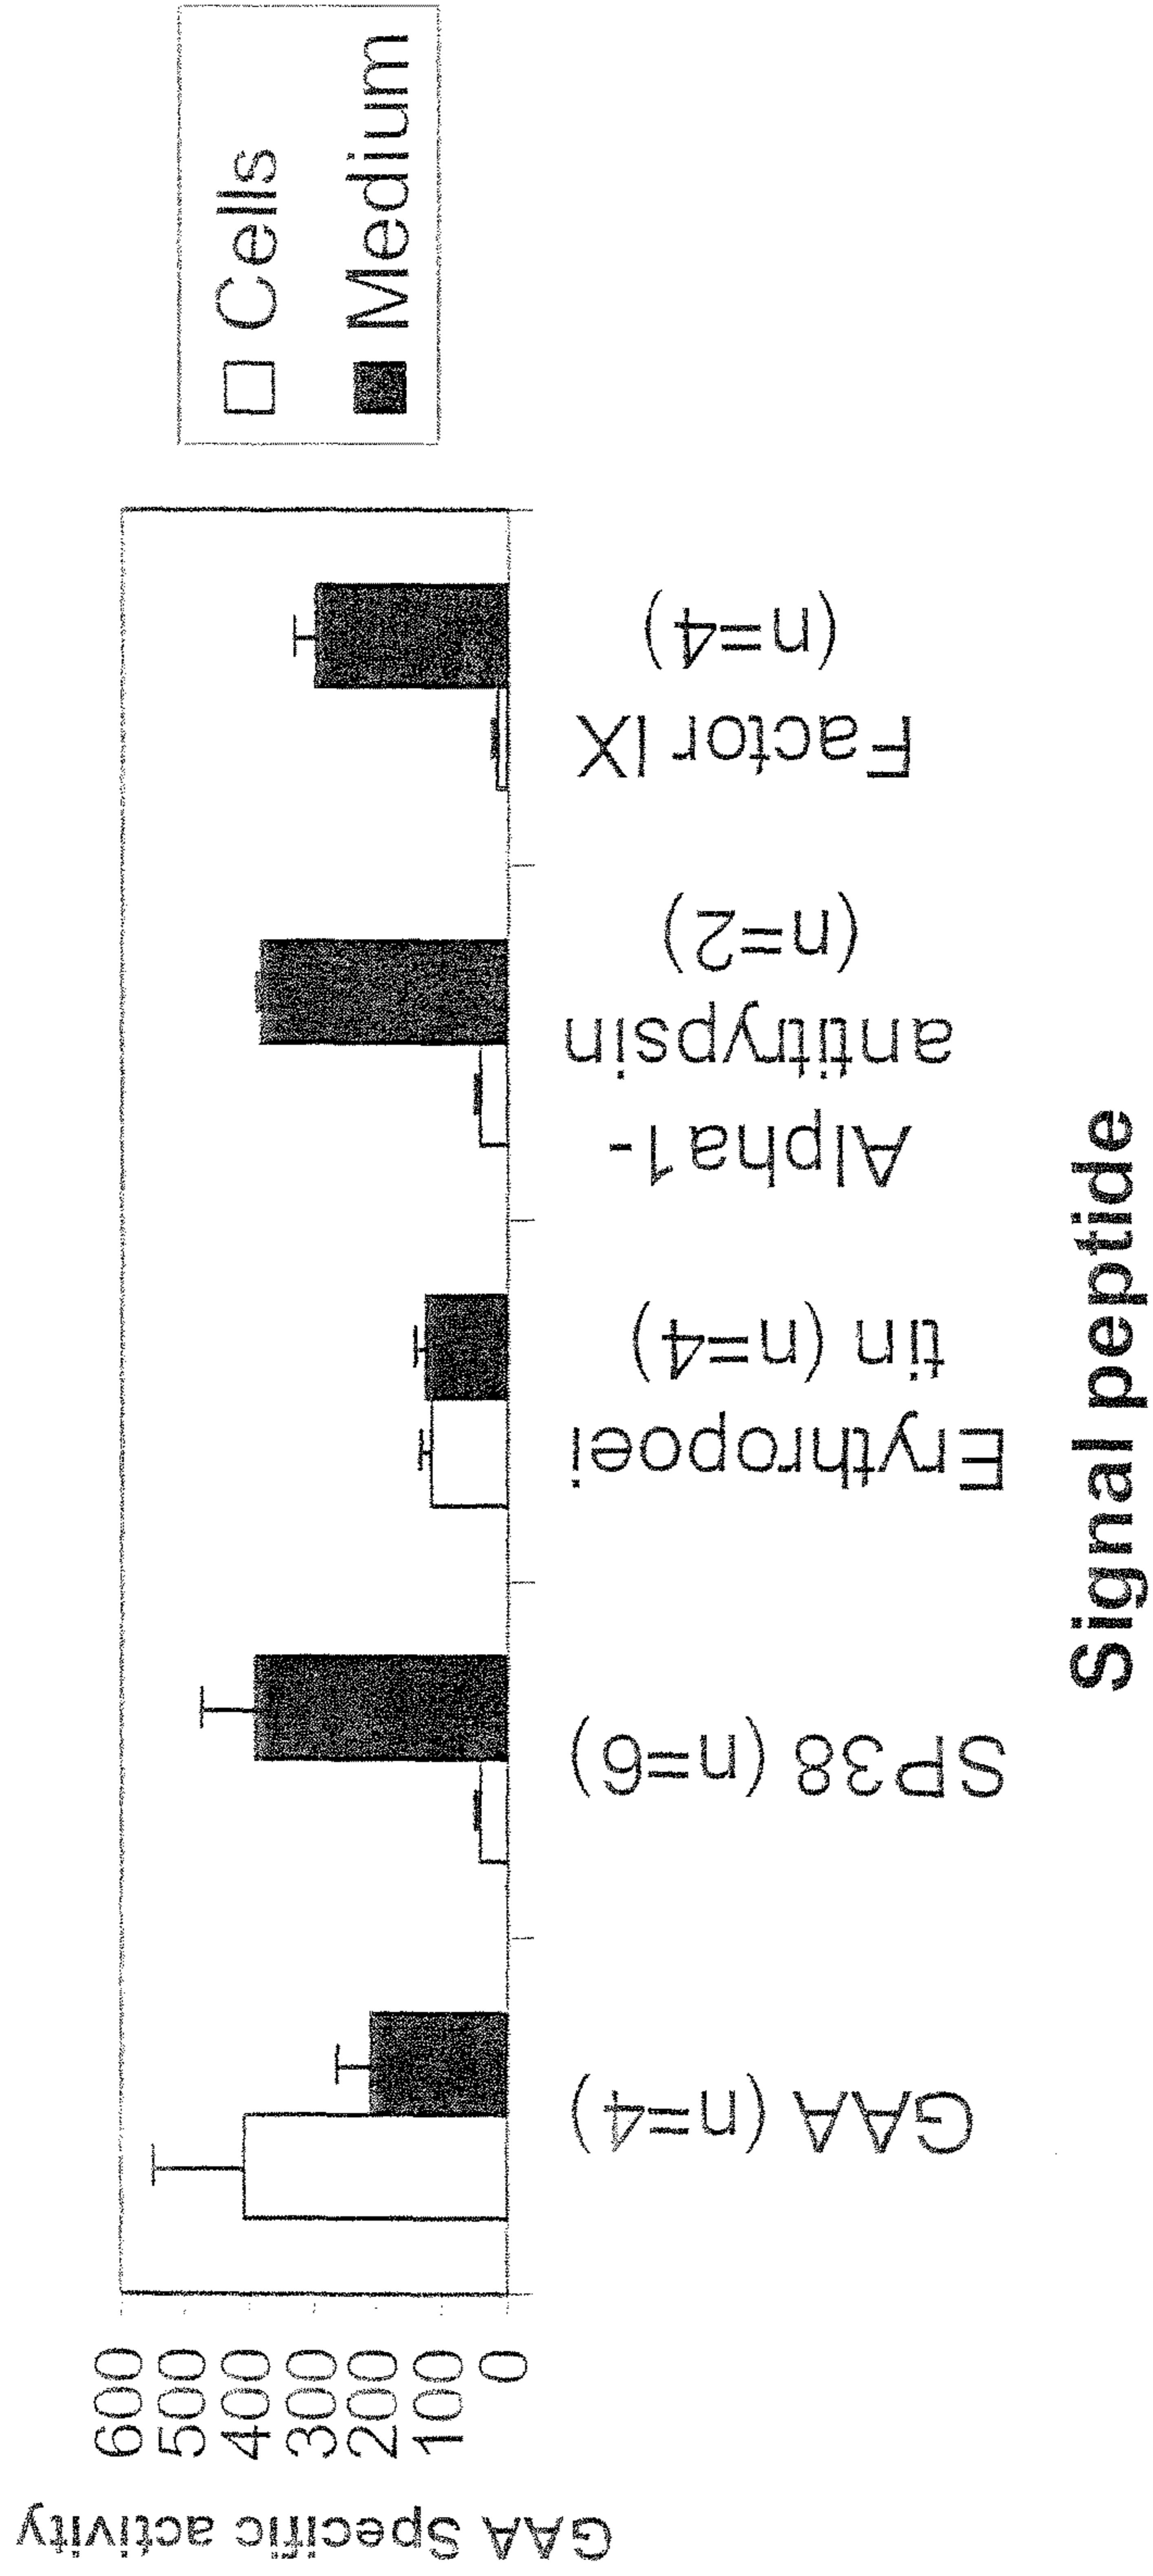 GAA Specific activity
600
500
400
300
200
100
0
GAA (n=4)
SP38 (n=6)
Erythropoei
tin (n=4)
Alpha1-
antitrypsin
(n=2)
Factor IX
(n=4)
Signal peptide
Cells
Medium